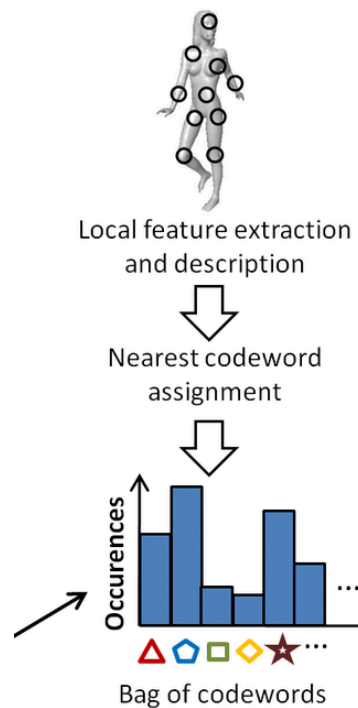 Local feature extraction
and description
Nearest codeword
assignment
Occurences
...
...
Bag of codewords